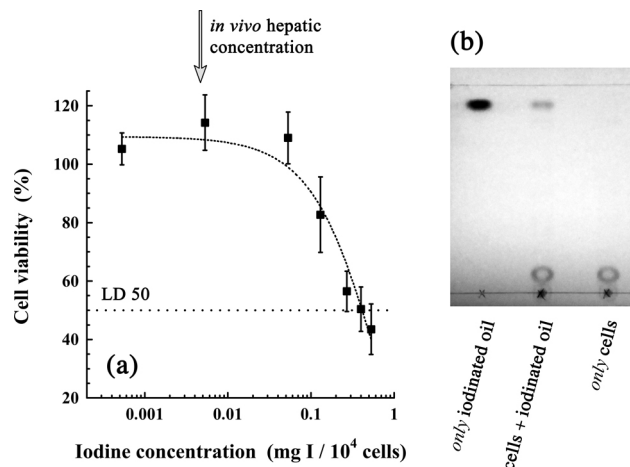 in vivo hepatic
concentration
(b)
120
100
80
60
40
20
Cell viability (%)
LD 50
(a)
0.001
0.01
0.1
1
Iodine concentration (mg I / 10⁴ cells)
only iodinated oil
cells + iodinated oil
only cells